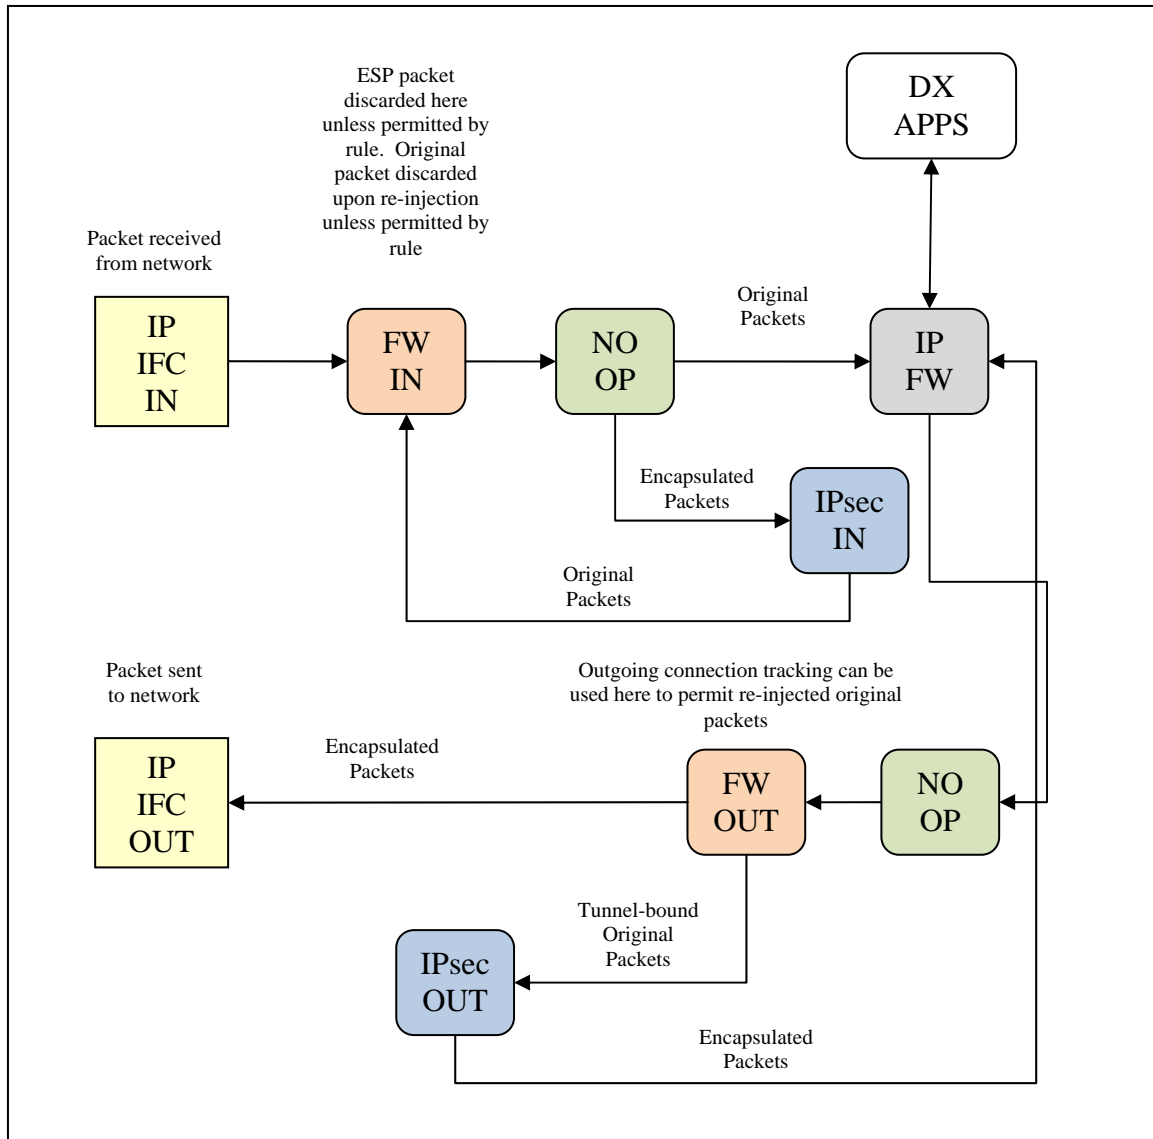 ESP packet
discarded here
unless permitted by
rule.  Original
packet discarded
upon re-injection
unless permitted by
rule
DX
APPS
Packet received
from network
IP
IFC
IN
FW
IN
NO
OP
Original
Packets
IP
FW
Encapsulated
Packets
IPsec
IN
Original
Packets
Packet sent
to network
Outgoing connection tracking can be
used here to permit re-injected original
packets
IP
IFC
OUT
Encapsulated
Packets
FW
OUT
NO
OP
Tunnel-bound
Original
Packets
IPsec
OUT
Encapsulated
Packets